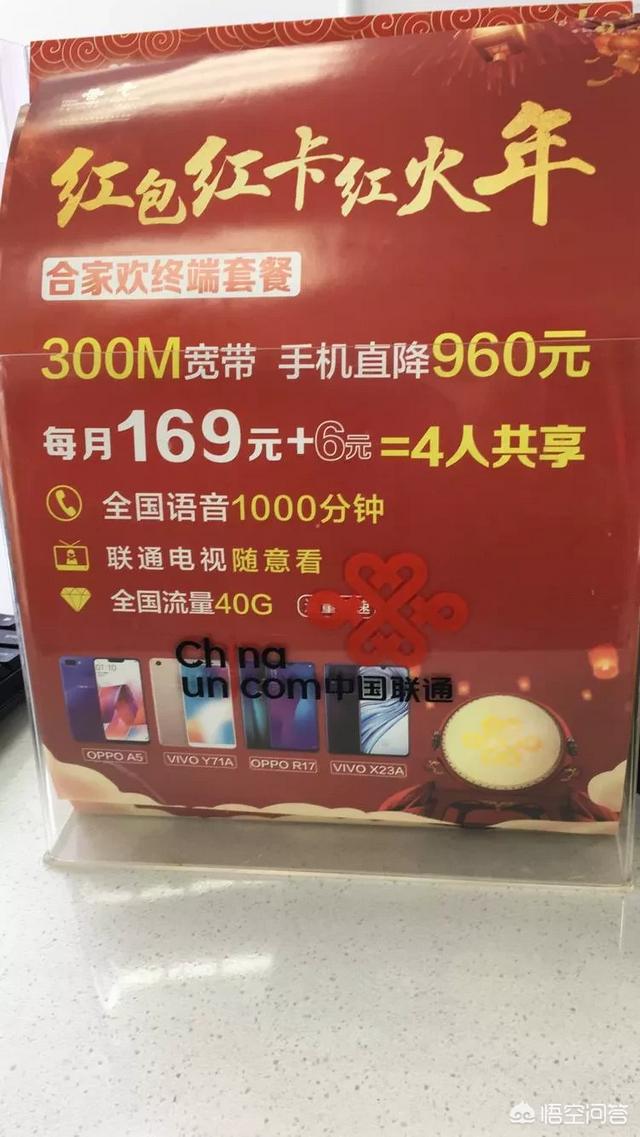 红包红卡红火年
合家欢终端套餐
300M宽带 手机直降960元
每月169元+6元=4人共享
全国语音1000分钟
联通电视随意看
全国流量40G
China
unicom中国联通
OPPO A5
VIVO Y71A
OPPO R17
VIVO X23A
悟空问答